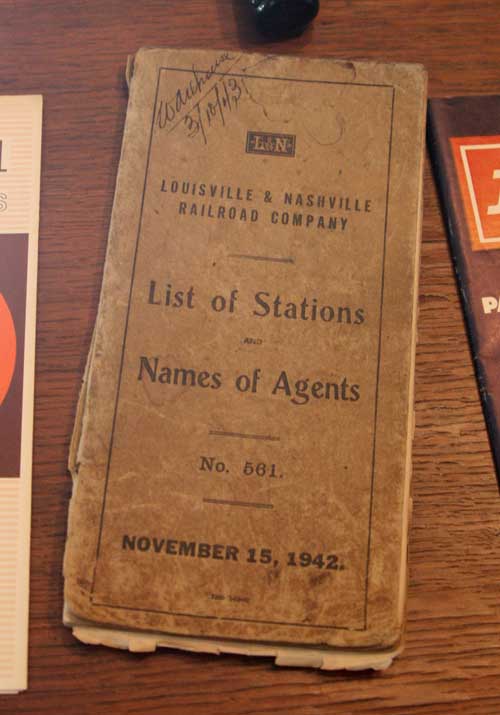 L&N
LOUISVILLE & NASHVILLE
RAILROAD COMPANY
List of Stations
AND
Names of Agents
No. 561.
NOVEMBER 15, 1942.